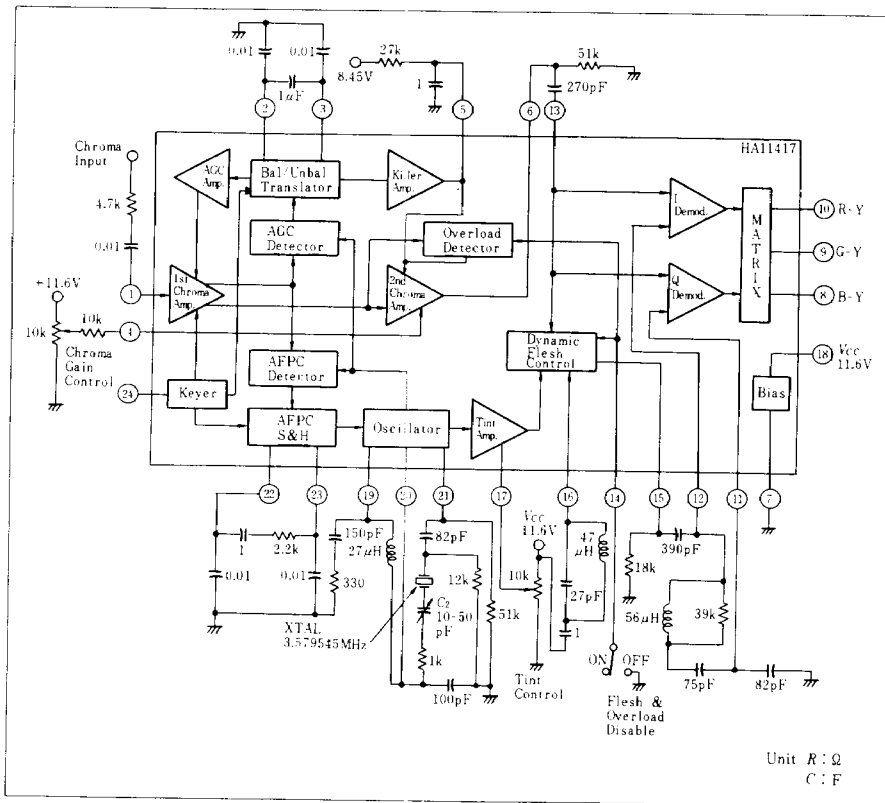 0.01
0.01
1μF
27k
8.45V
1
51k
270pF
2
3
5
6
13
HA11417
Chroma
Input
4.7k
0.01
AGC
Amp.
Bal/Unbal
Translator
Killer
Amp.
AGC
Detector
Overload
Detector
I
Demod.
Q
Demod.
MATRIX
10 R-Y
9 G-Y
8 B-Y
+11.6V
1
1st
Chroma
Amp.
2nd
Chroma
Amp.
10k
10k
4
Chroma
Gain
Control
AFPC
Detector
Dynamic
Flesh
Control
18 Vcc
11.6V
Bias
24
Keyer
AFPC
S&H
Oscillator
Tint
Amp.
22
23
19
20
21
17
16
14
15
12
11
7
1
2.2k
0.01
0.01
150pF
27μH
330
82pF
12k
51k
XTAL
3.579545MHz
C2
10-50
pF
1k
100pF
Vcc
11.6V
10k
Tint
Control
47
μH
27pF
1
ON
OFF
Flesh &
Overload
Disable
18k
390pF
56μH
39k
75pF
82pF
Unit R:Ω
C:F